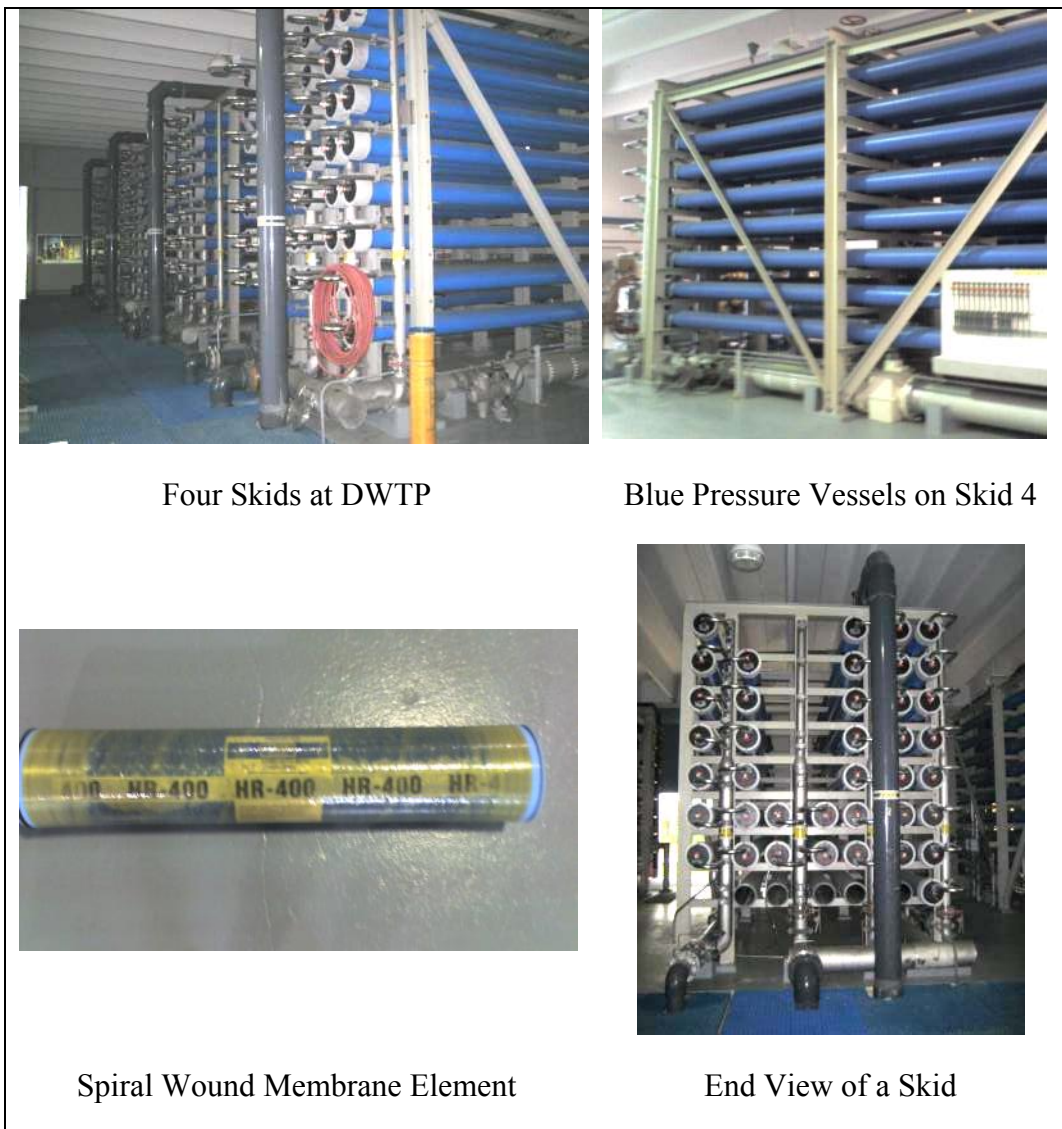 Four Skids at DWTP
Blue Pressure Vessels on Skid 4
400 HR-400 HR-400 HR-400 HR-4
Spiral Wound Membrane Element
End View of a Skid